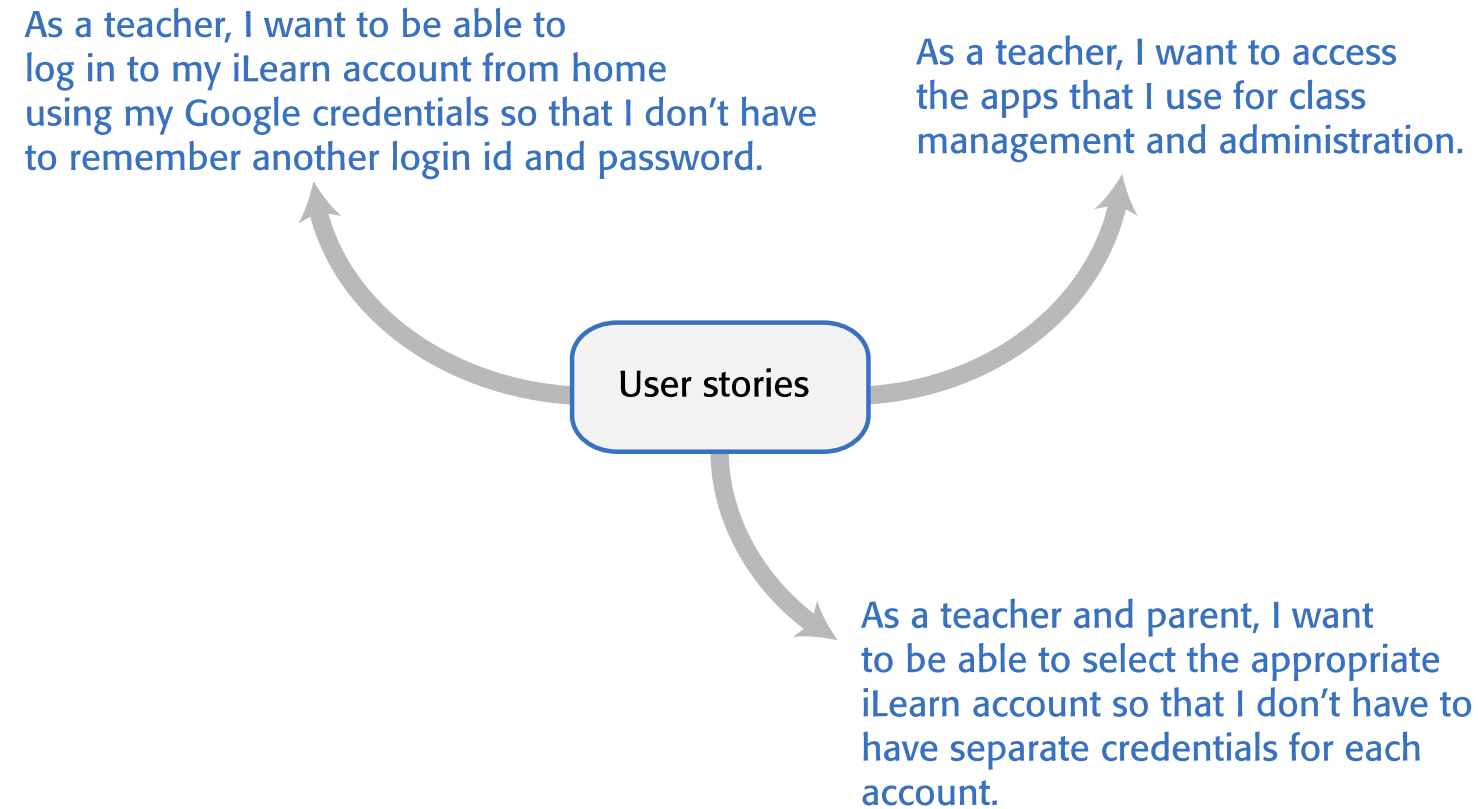 As a teacher, I want to be able to
log in to my iLearn account from home
using my Google credentials so that I don’t have
to remember another login id and password.
As a teacher, I want to access
the apps that I use for class
management and administration.
User stories
As a teacher and parent, I want
to be able to select the appropriate
iLearn account so that I don’t have to
have separate credentials for each
account.